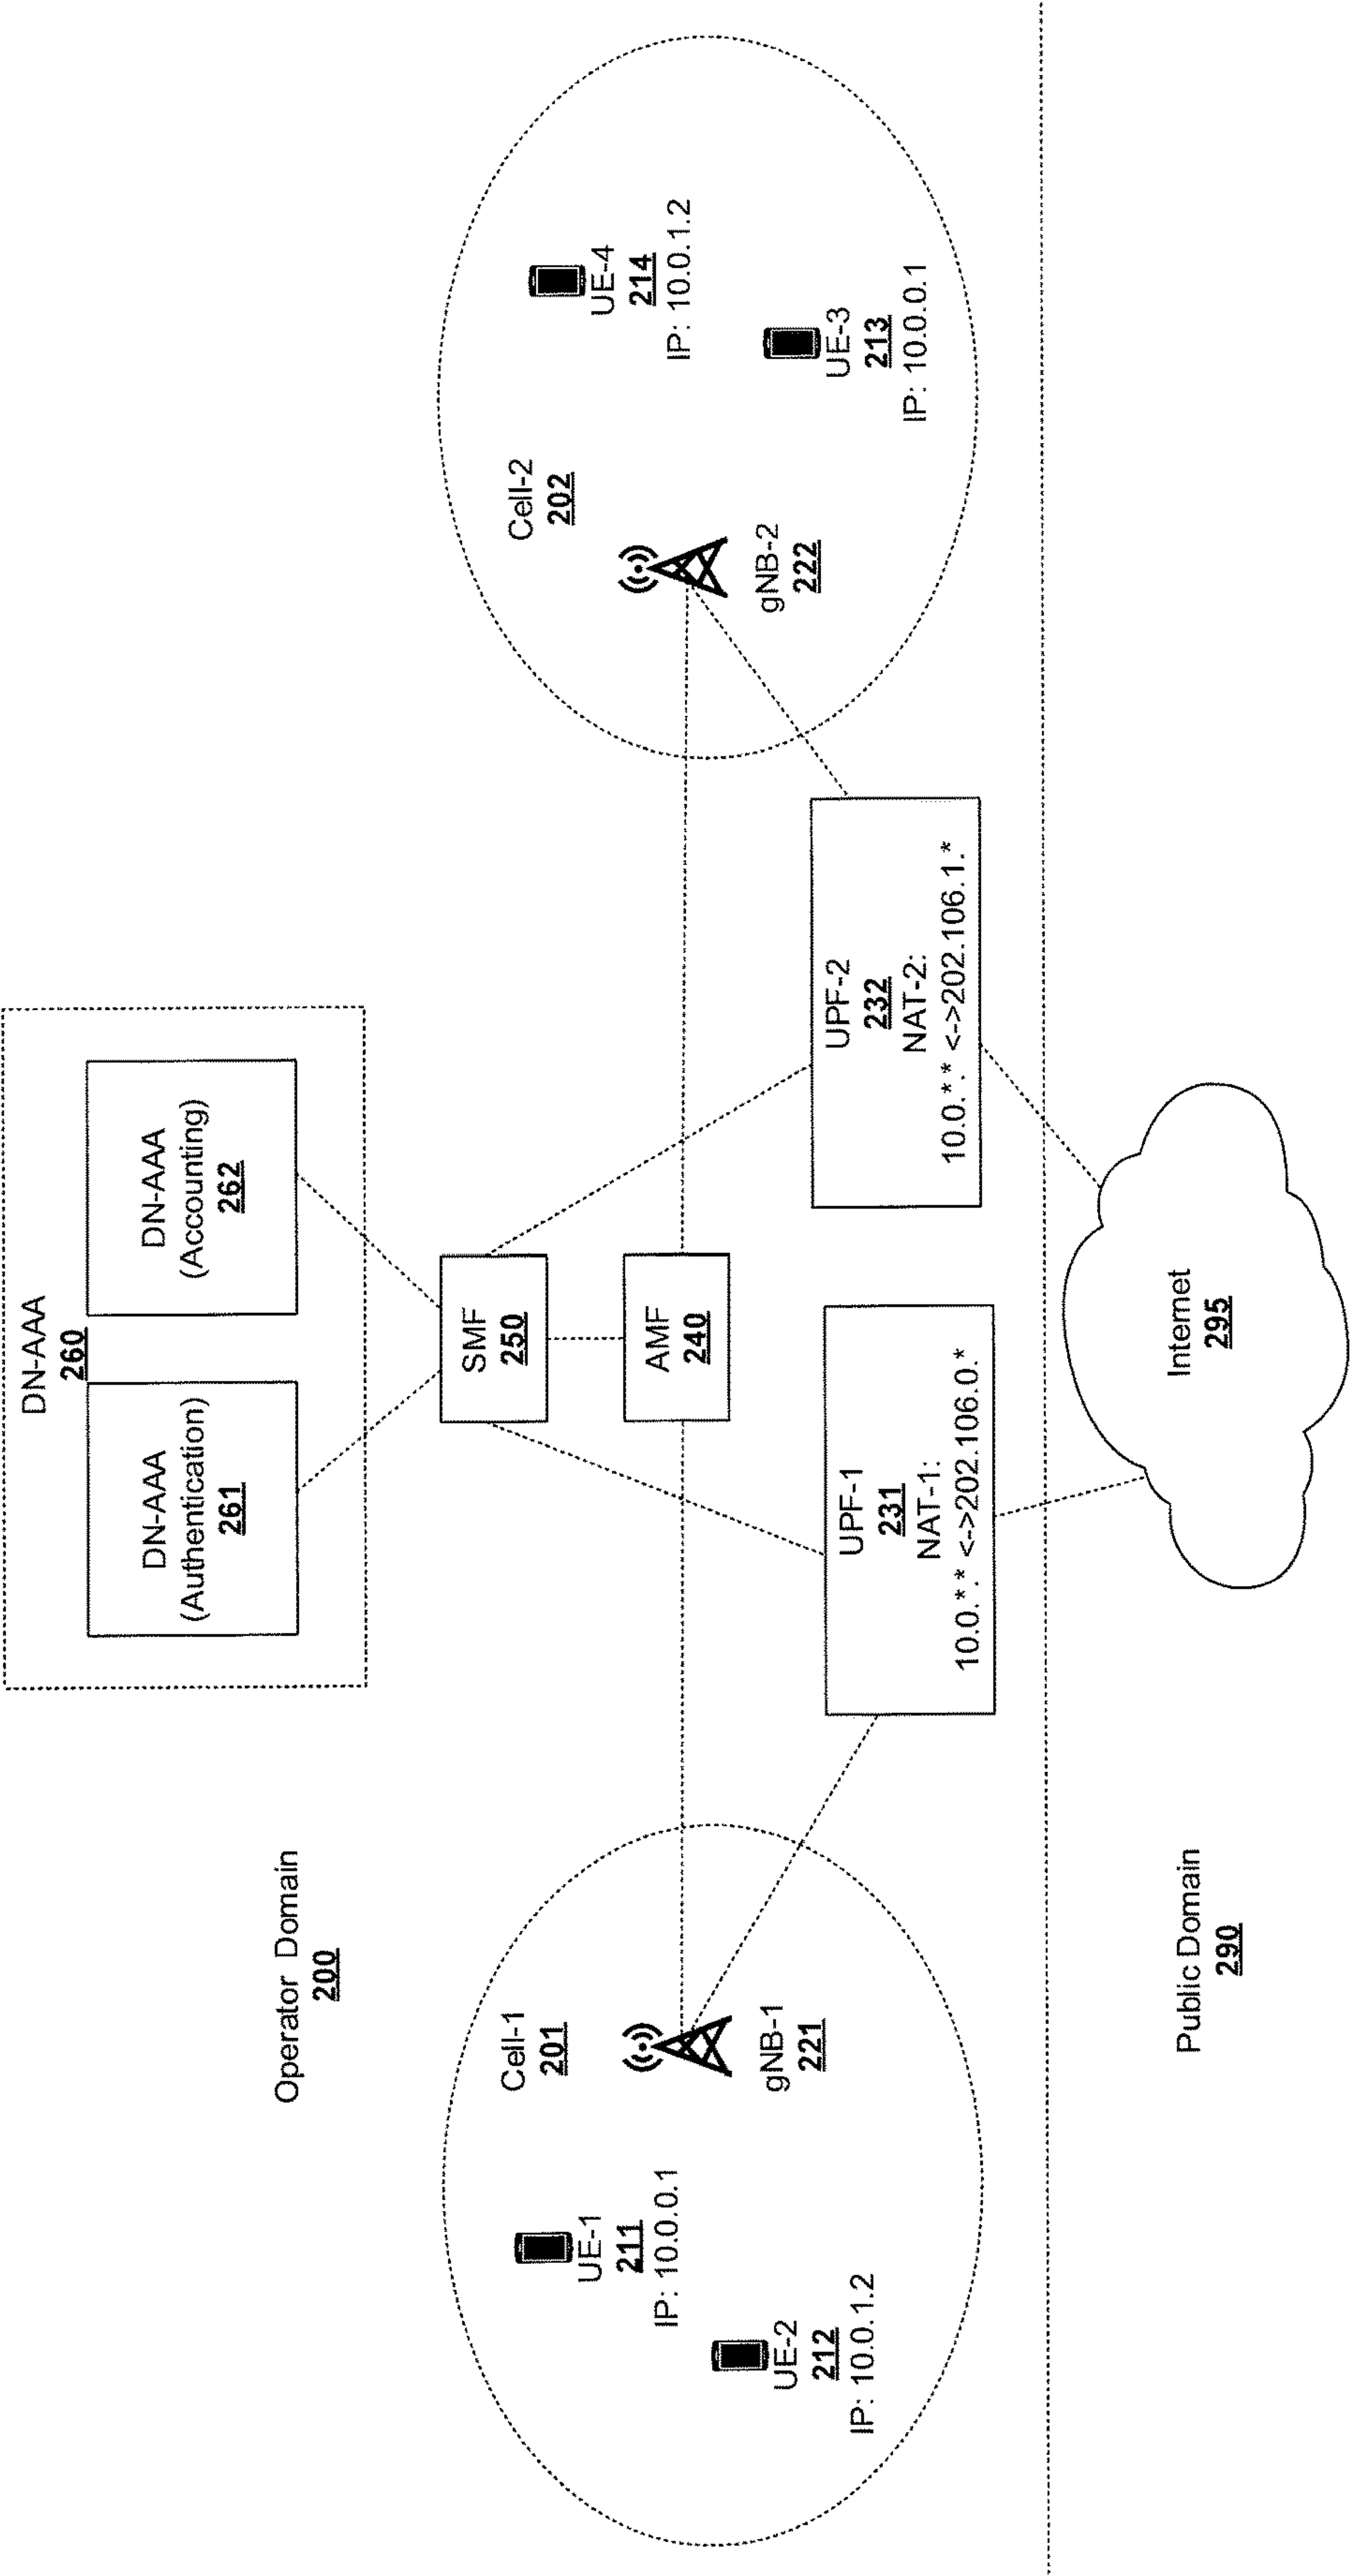 DN-AAA
260
DN-AAA
(Authentication)
261
DN-AAA
(Accounting)
262
Operator Domain
200
SMF
250
AMF
240
Cell-1
201
UE-1
211
IP: 10.0.0.1
UE-2
212
IP: 10.0.1.2
gNB-1
221
Cell-2
202
gNB-2
222
UE-4
214
IP: 10.0.1.2
UE-3
213
IP: 10.0.0.1
UPF-1
231
NAT-1:
10.0.*.* <->202.106.0.*
UPF-2
232
NAT-2:
10.0.*.* <->202.106.1.*
Public Domain
290
Internet
295